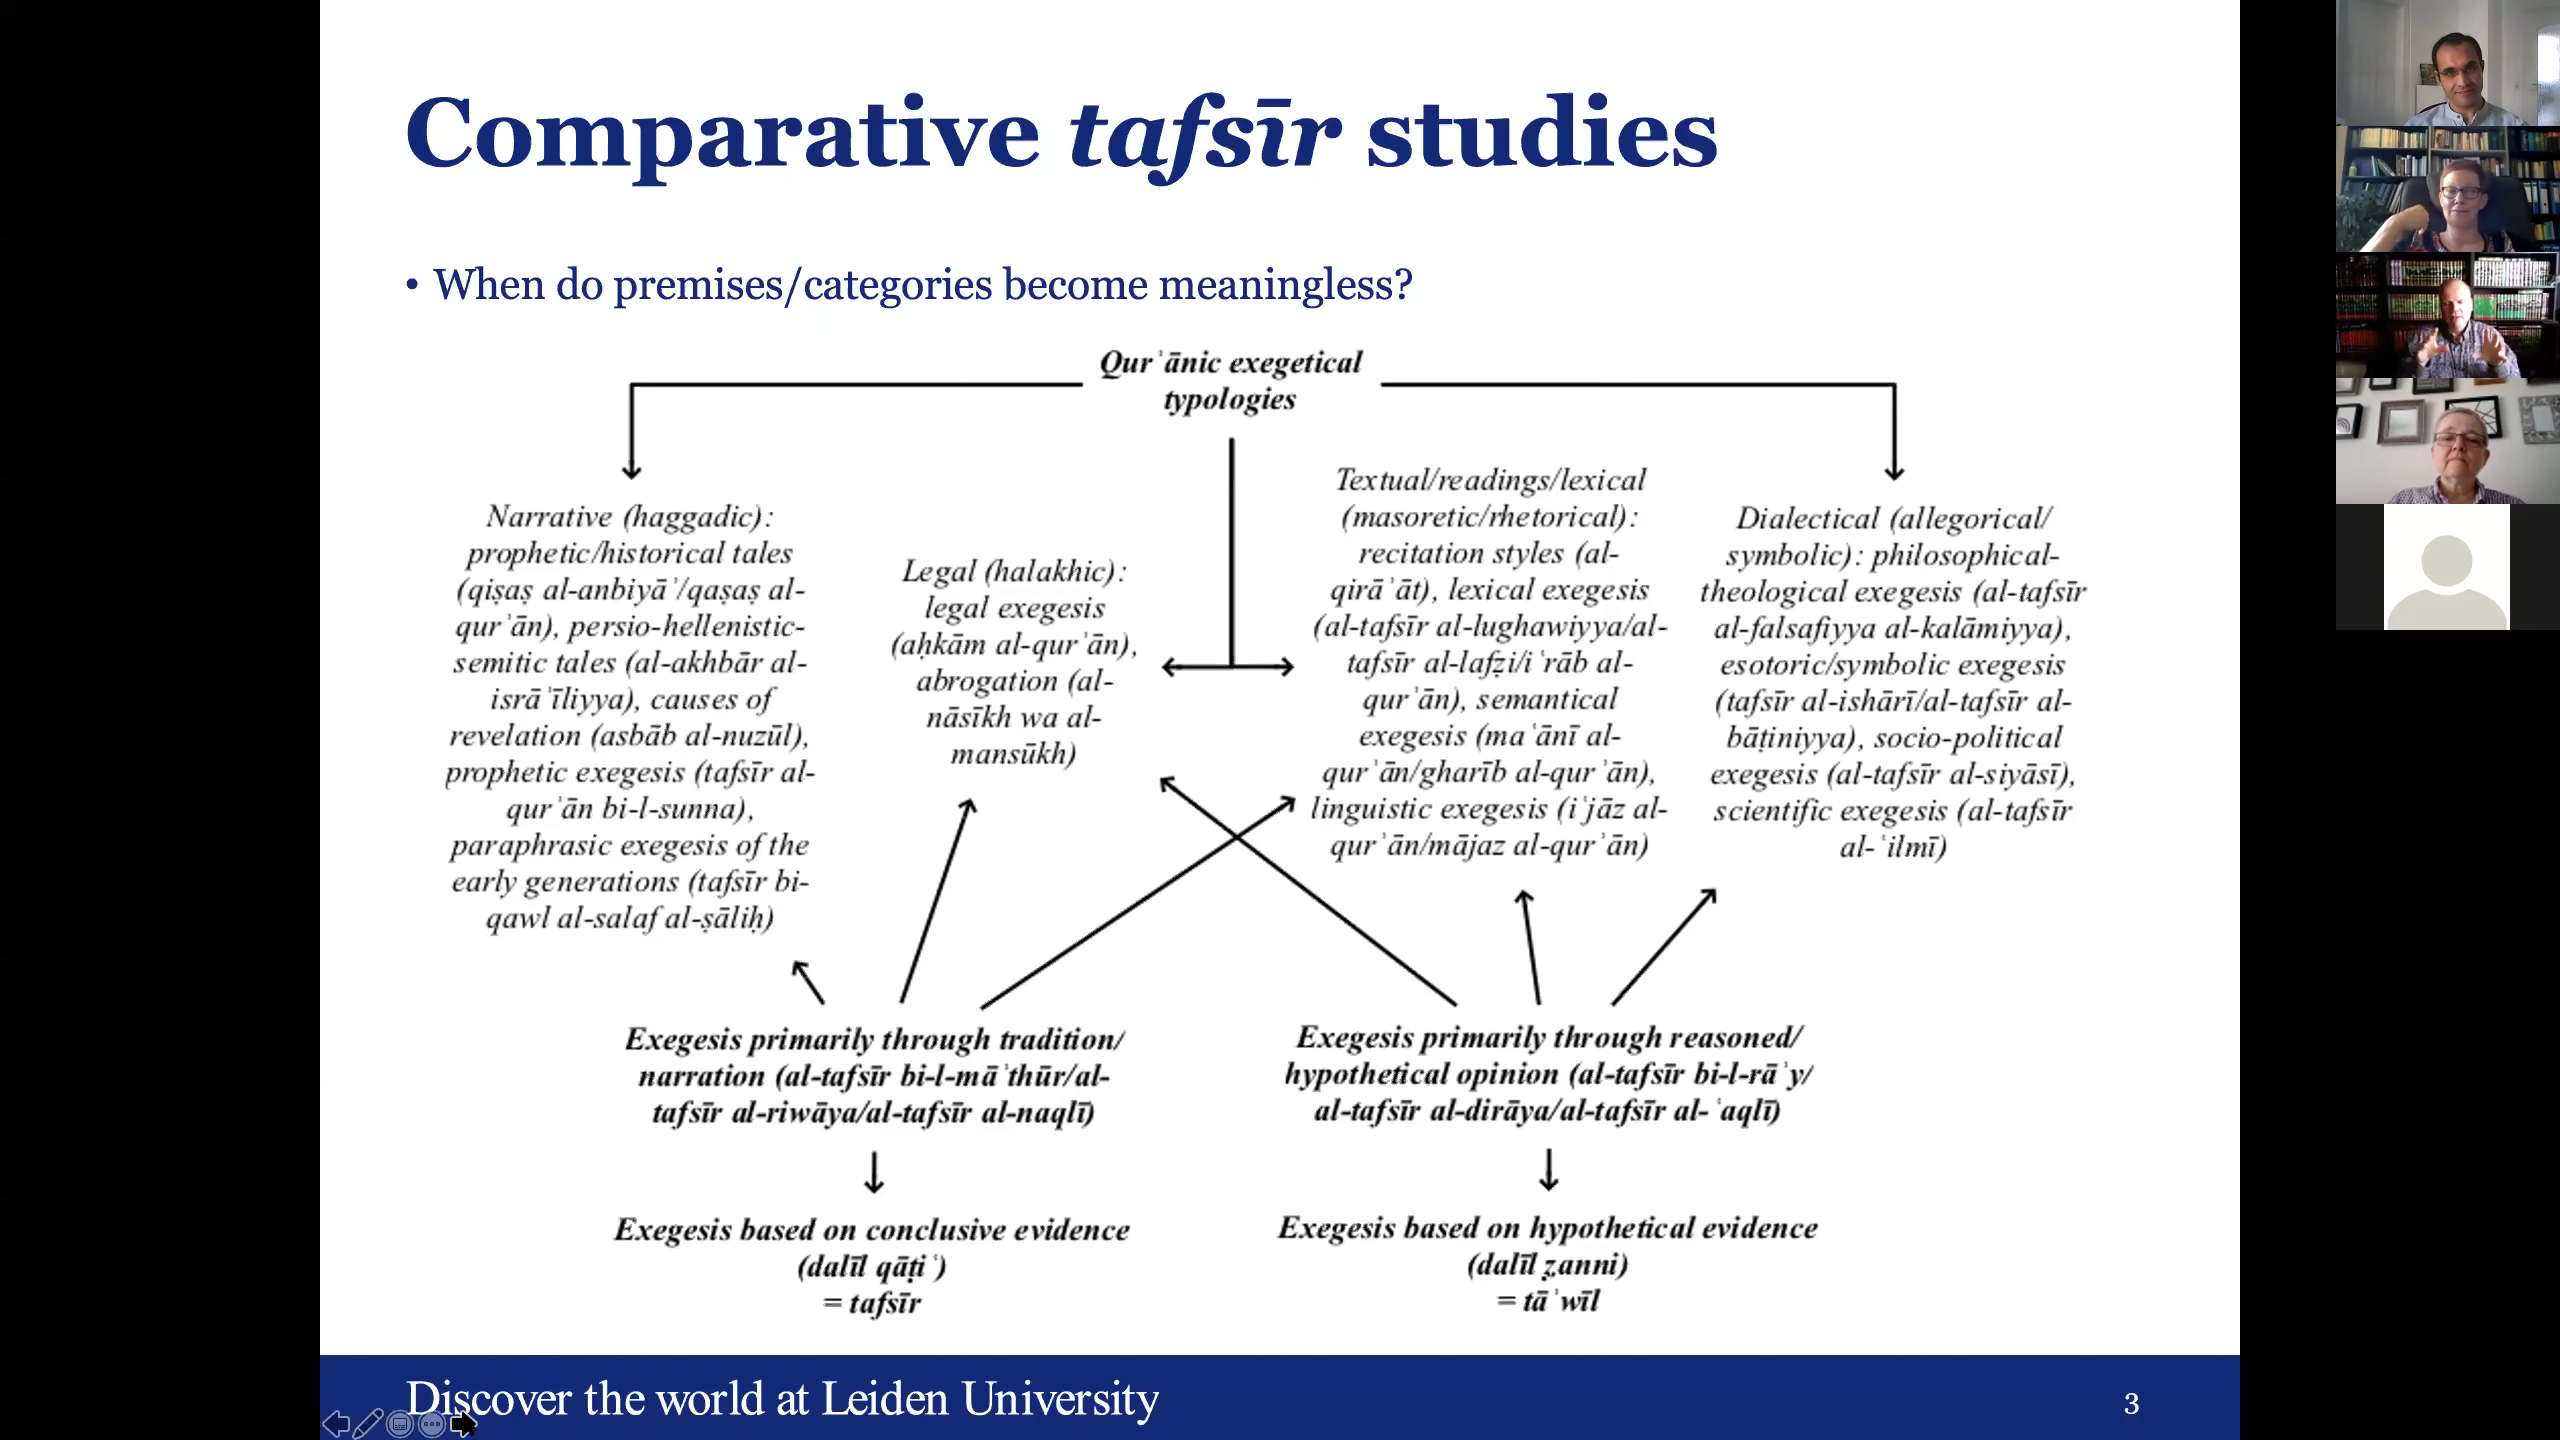 Comparative tafsīr studies
• When do premises/categories become meaningless?
Qurʾānic exegetical
typologies
Narrative (haggadic):
prophetic/historical tales
(qiṣaṣ al-anbiyāʾ/qaṣaṣ al-
qurʾān), persio-hellenistic-
semitic tales (al-akhbār al-
isrāʾīliyya), causes of
revelation (asbāb al-nuzūl),
prophetic exegesis (tafsīr al-
qurʾān bi-l-sunna),
paraphrasic exegesis of the
early generations (tafsīr bi-
qawl al-salaf al-ṣāliḥ)
Legal (halakhic):
legal exegesis
(aḥkām al-qurʾān),
abrogation (al-
nāsīkh wa al-
mansūkh)
Textual/readings/lexical
(masoretic/rhetorical):
recitation styles (al-
qirāʾāt), lexical exegesis
(al-tafsīr al-lughawiyya/al-
tafsīr al-lafẓi/iʿrāb al-
qurʾān), semantical
exegesis (maʿānī al-
qurʾān/gharīb al-qurʾān),
linguistic exegesis (iʿjāz al-
qurʾān/mājaz al-qurʾān)
Dialectical (allegorical/
symbolic): philosophical-
theological exegesis (al-tafsīr
al-falsafiyya al-kalāmiyya),
esotoric/symbolic exegesis
(tafsīr al-ishārī/al-tafsīr al-
bāṭiniyya), socio-political
exegesis (al-tafsīr al-siyāsī),
scientific exegesis (al-tafsīr
al-ʿilmī)
Exegesis primarily through tradition/
narration (al-tafsīr bi-l-māʾthūr/al-
tafsīr al-riwāya/al-tafsīr al-naqlī)
Exegesis primarily through reasoned/
hypothetical opinion (al-tafsīr bi-l-rāʾy/
al-tafsīr al-dirāya/al-tafsīr al-ʿaqlī)
Exegesis based on conclusive evidence
(dalīl qāṭiʿ)
= tafsīr
Exegesis based on hypothetical evidence
(dalīl ẓanni)
= tāʾwīl
Discover the world at Leiden University
3